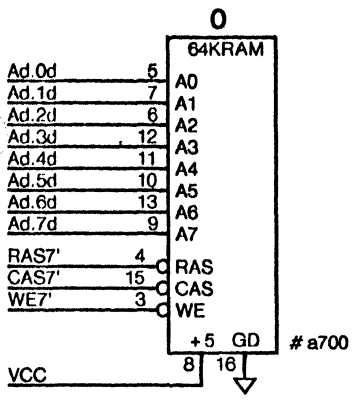 0
64KRAM
Ad.0d 5 A0
Ad.1d 7 A1
Ad.2d 6 A2
Ad.3d 12 A3
Ad.4d 11 A4
Ad.5d 10 A5
Ad.6d 13 A6
Ad.7d 9 A7
RAS7' 4 RAS
CAS7' 15 CAS
WE7' 3 WE
+5 GD # a700
8 16
VCC